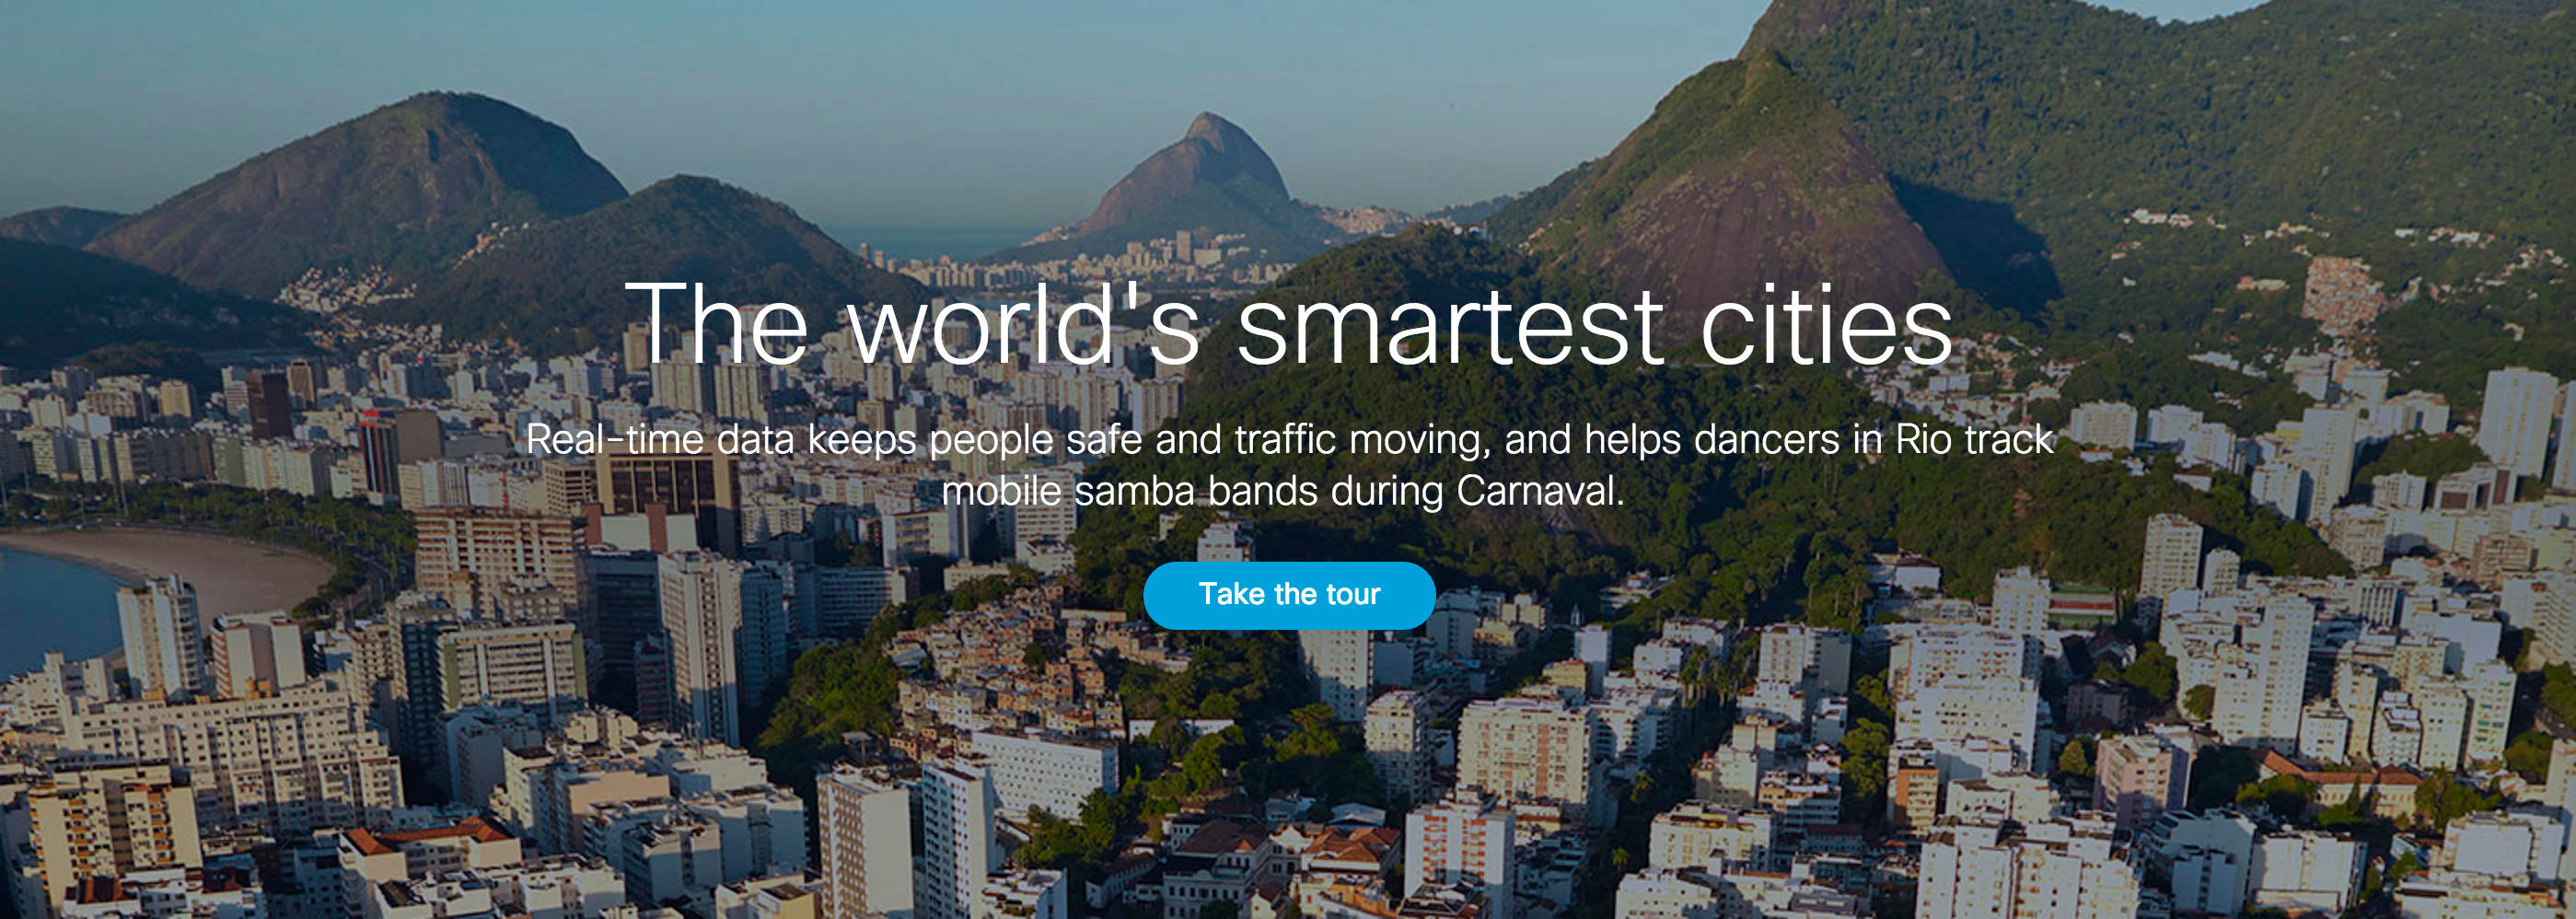 The world's smartest cities
Real-time data keeps people safe and traffic moving, and helps dancers in Rio track
mobile samba bands during Carnaval.
Take the tour